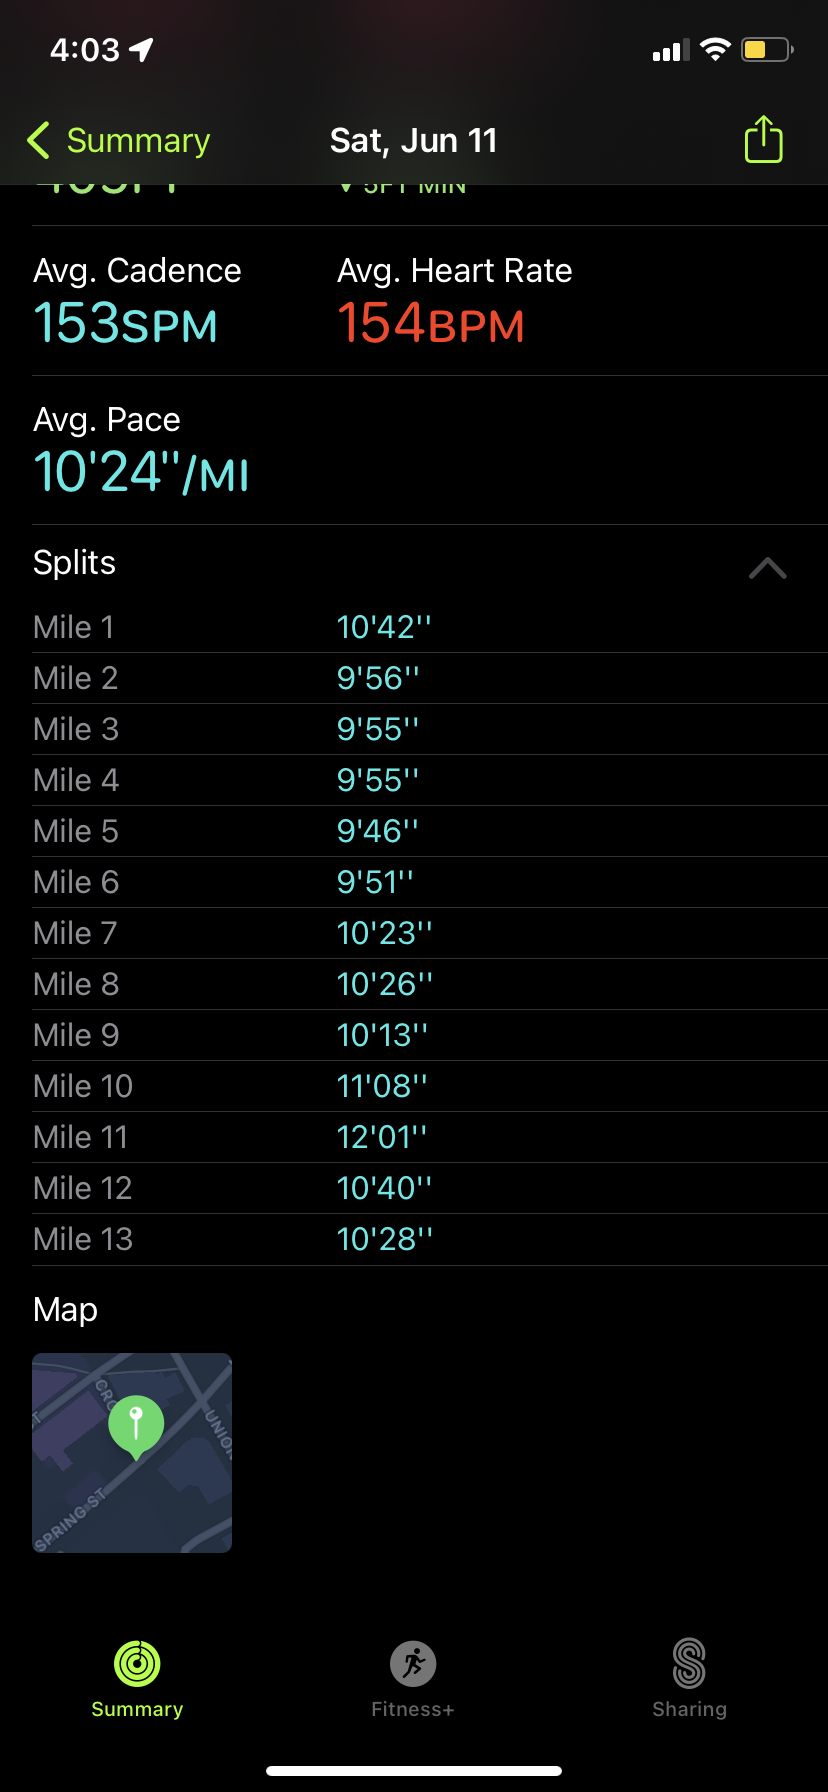 4:03
Summary
Sat, Jun 11
5FT MIN
Avg. Cadence
Avg. Heart Rate
153SPM
154BPM
Avg. Pace
10'24''/MI
Splits
Mile 1 10'42''
Mile 2 9'56''
Mile 3 9'55''
Mile 4 9'55''
Mile 5 9'46''
Mile 6 9'51''
Mile 7 10'23''
Mile 8 10'26''
Mile 9 10'13''
Mile 10 11'08''
Mile 11 12'01''
Mile 12 10'40''
Mile 13 10'28''
Map
SPRING ST
Summary
Fitness+
Sharing